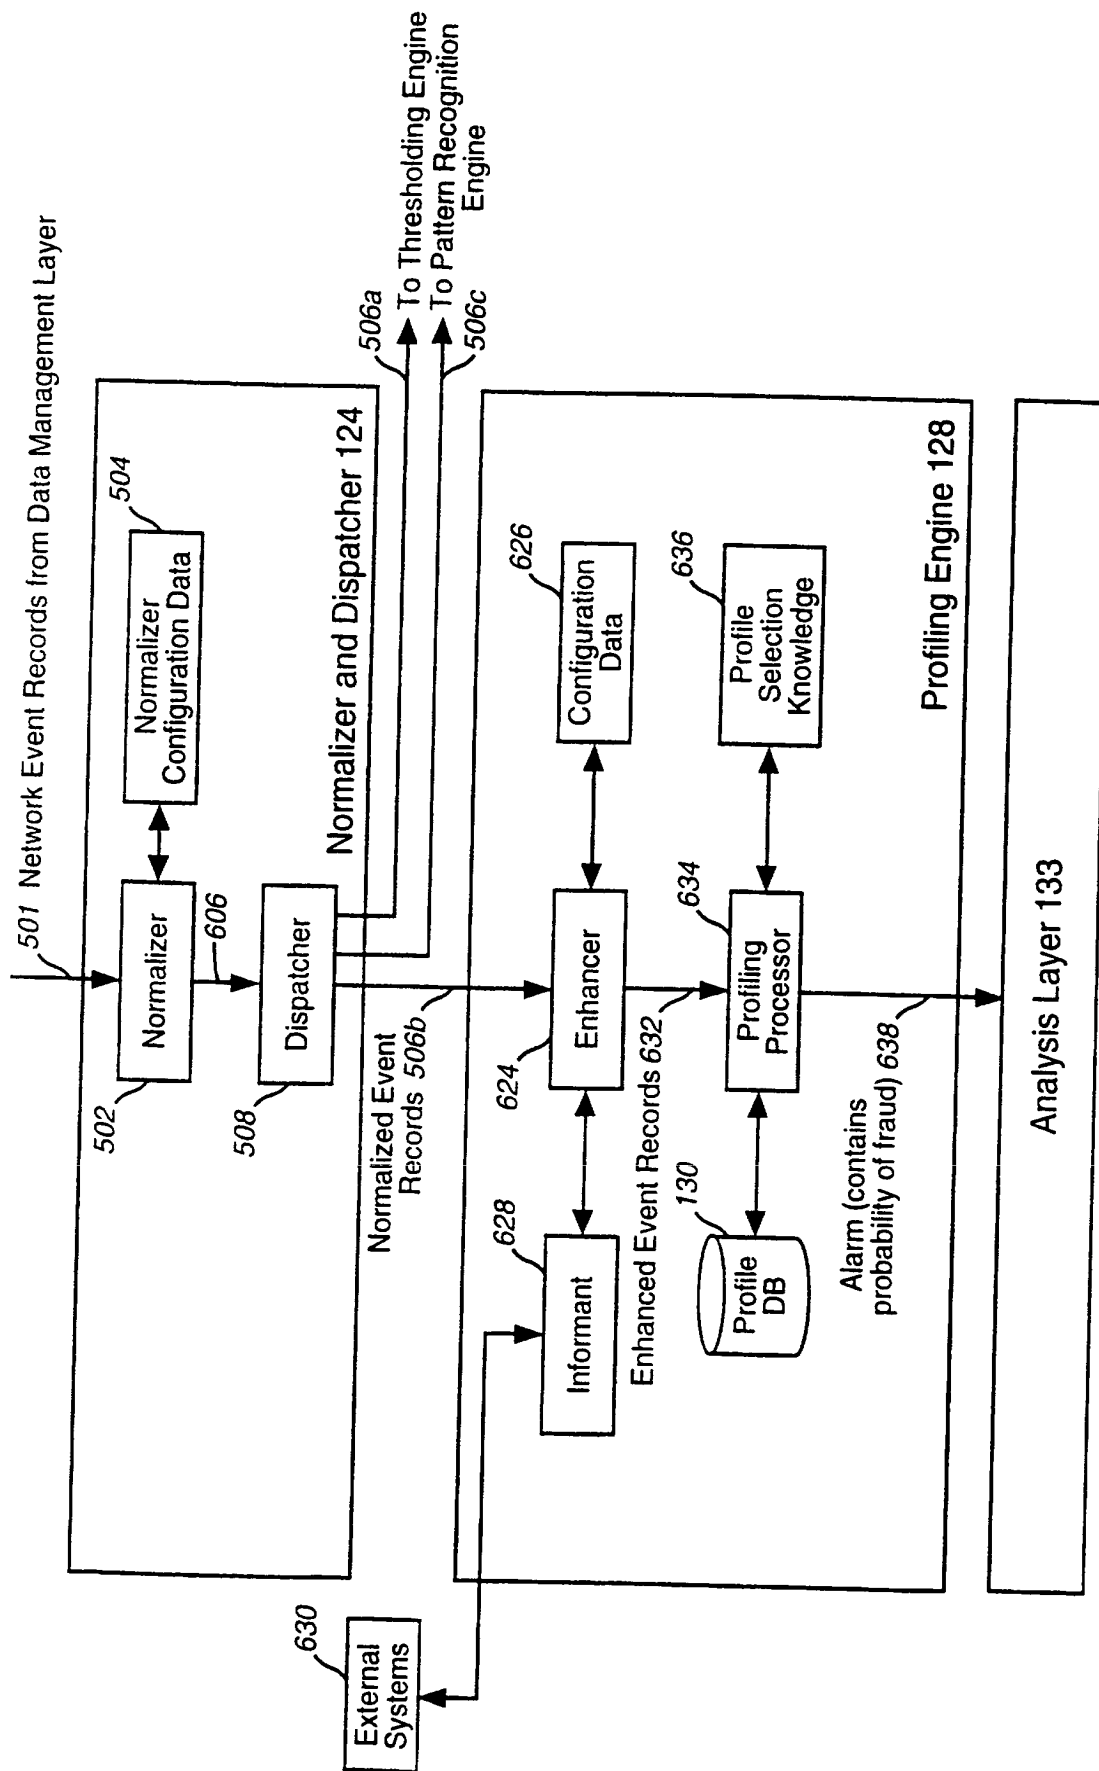 501 Network Event Records from Data Management Layer
504
Normalizer
Configuration Data
Normalizer
502
606
Dispatcher
508
Normalizer and Dispatcher 124
506a
To Thresholding Engine
To Pattern Recognition
Engine
506c
Normalized Event
Records 506b
630
External
Systems
628
Informant
624
Enhancer
626
Configuration
Data
Enhanced Event Records 632
130
Profile
DB
634
Profiling
Processor
636
Profile
Selection
Knowledge
Alarm (contains
probability of fraud) 638
Profiling Engine 128
Analysis Layer 133